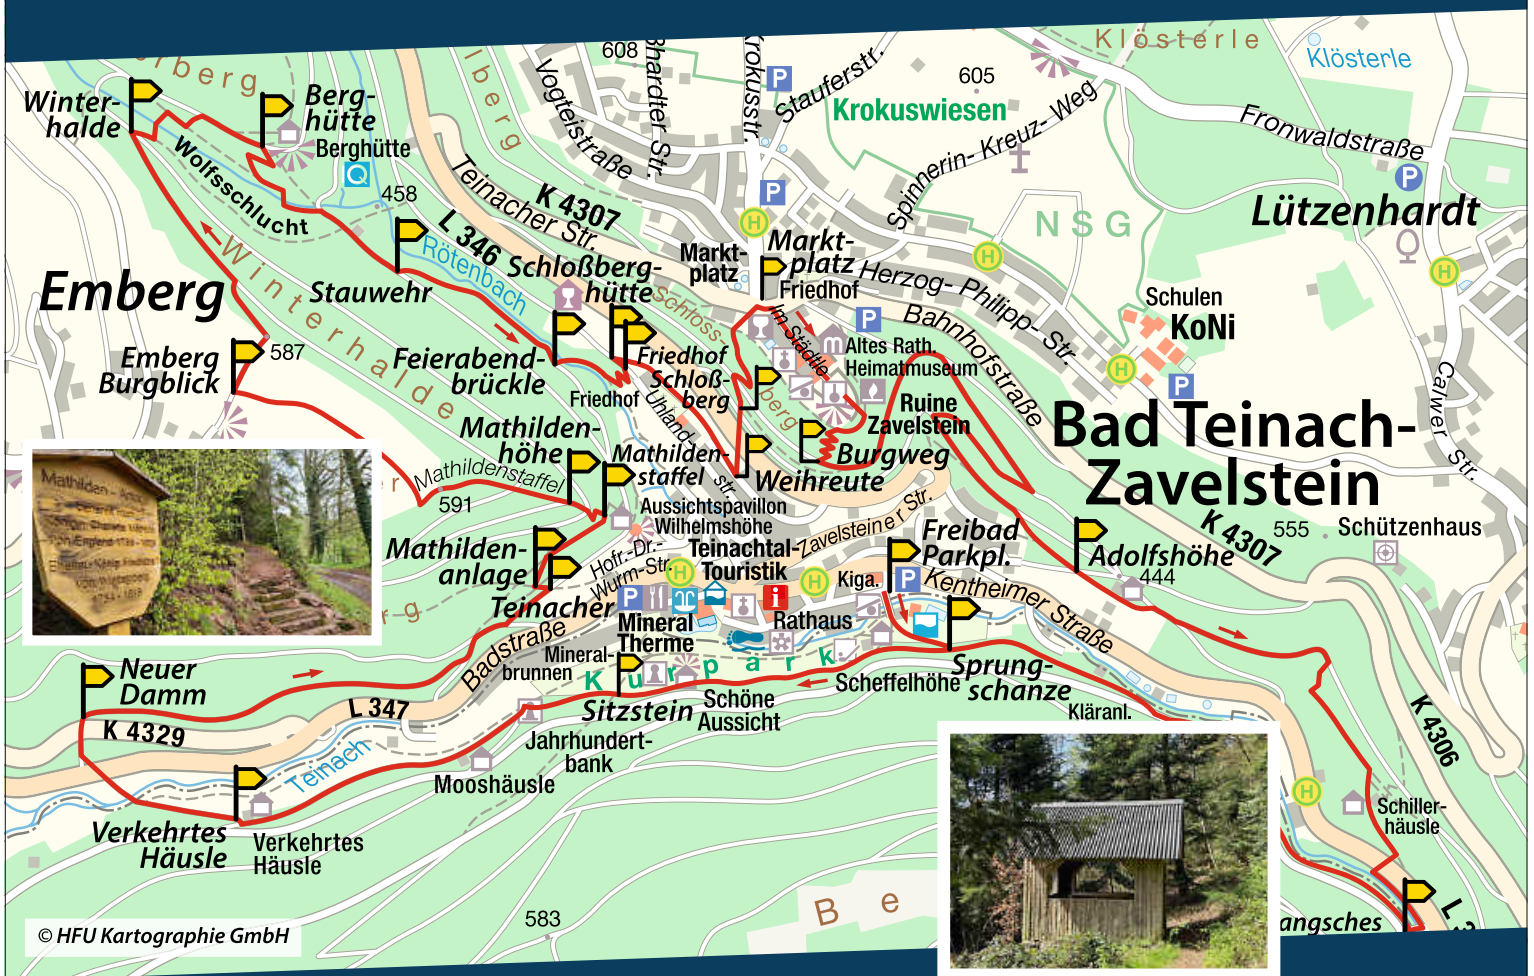 608
Krokusstr.
Stauferstr.
605
Klösterle
Klösterle
Winter-
halde
Berg-
hütte
Berghütte
Vogteistraße
Krokuswiesen
Spinnerin- Kreuz- Weg
Fronwaldstraße
Wolfsschlucht
458
Teinacher Str.
K 4307
NSG
Lützenhardt
L 346
Rötenbach
Markt-
platz
Markt-
platz
Friedhof
Herzog- Philipp- Str.
Emberg
Stauwehr
Schloßberg-
hütte
Schloss
berg
Winterhalde
Im Städtle
Bahnhofstraße
Schulen
KoNi
Emberg
Burgblick
587
Feierabend-
brückle
Friedhof
Friedhof
Schloß-
berg
Altes Rath.
Heimatmuseum
Calwer Str.
Uhland-
str.
Ruine
Zavelstein
Bad Teinach-
Zavelstein
Mathilden-
höhe
Mathildenstaffel
Mathilden-
staffel
Weihreute
Burgweg
591
Aussichtspavillon
Wilhelmshöhe
Zavelsteiner Str.
Freibad
Parkpl.
Adolfshöhe
K 4307
555
Schützenhaus
444
Mathilden-
anlage
Hofr.-Dr.-
Wurm-Str.
Teinachtal-
Touristik
Kiga.
Kentheimer Straße
Teinacher
Badstraße
Mineral
Therme
Rathaus
Mineral-
brunnen
Kurpark
Sprung-
schanze
Scheffelhöhe
Kläranl.
Neuer
Damm
K 4329
L 347
Teinach
Sitzstein
Schöne
Aussicht
Jahrhundert-
bank
Mooshäusle
K 4306
Schiller-
häusle
Verkehrtes
Häusle
Verkehrtes
Häusle
583
B e
angsches
© HFU Kartographie GmbH